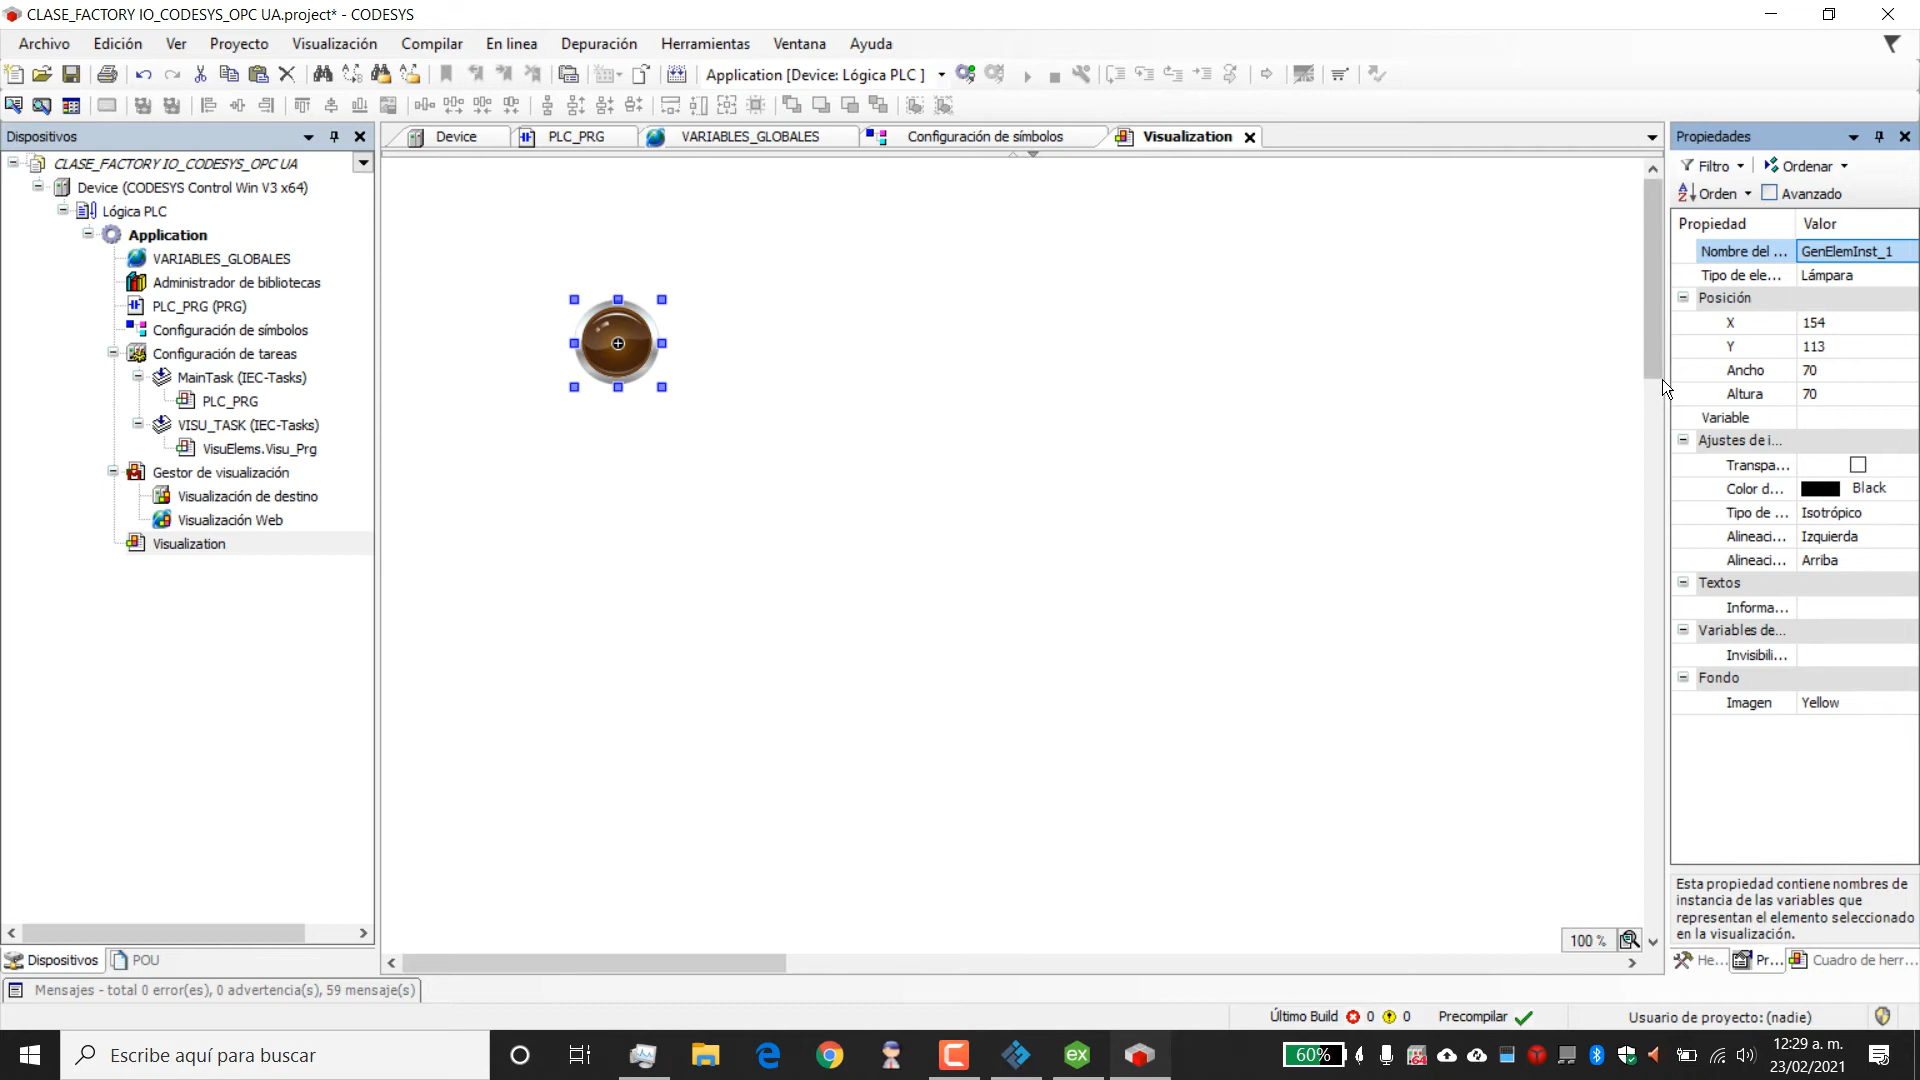 CLASE_FACTORY IO_CODESYS_OPC UA.project* - CODESYS
Archivo Edición Ver Proyecto Visualización Compilar En linea Depuración Herramientas Ventana Ayuda
Application [Device: Lógica PLC ]
Dispositivos
Device PLC_PRG VARIABLES_GLOBALES Configuración de símbolos Visualization
Propiedades
CLASE_FACTORY IO_CODESYS_OPC UA
Device (CODESYS Control Win V3 x64)
Lógica PLC
Application
VARIABLES_GLOBALES
Administrador de bibliotecas
PLC_PRG (PRG)
Configuración de símbolos
Configuración de tareas
MainTask (IEC-Tasks)
PLC_PRG
VISU_TASK (IEC-Tasks)
VisuElems.Visu_Prg
Gestor de visualización
Visualización de destino
Visualización Web
Visualization
Filtro Ordenar
Orden Avanzado
Propiedad Valor
Nombre del ... GenElemInst_1
Tipo de ele... Lámpara
Posición
X 154
Y 113
Ancho 70
Altura 70
Variable
Ajustes de i...
Transpa...
Color d... Black
Tipo de ... Isotrópico
Alineaci... Izquierda
Alineaci... Arriba
Textos
Informa...
Variables de...
Invisibili...
Fondo
Imagen Yellow
Esta propiedad contiene nombres de
instancia de las variables que
representan el elemento seleccionado
en la visualización.
100 %
Dispositivos POU
He... Pr... Cuadro de herr...
Mensajes - total 0 error(es), 0 advertencia(s), 59 mensaje(s)
Último Build 0 0 Precompilar Usuario de proyecto: (nadie)
Escribe aquí para buscar
60%
64
12:29 a. m.
23/02/2021